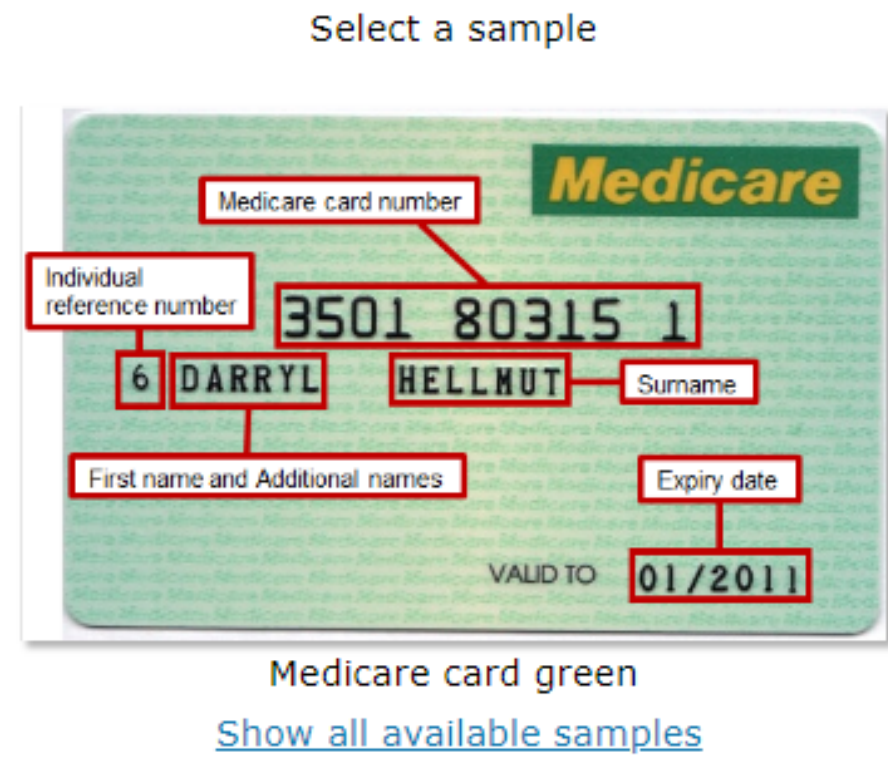 Select a sample
Medicare
Medicare card number
Individual
reference number
3501 80315 1
6 DARRYL HELLMUT
Surname
First name and Additional names
Expiry date
VALID TO 01/2011
Medicare card green
Show all available samples